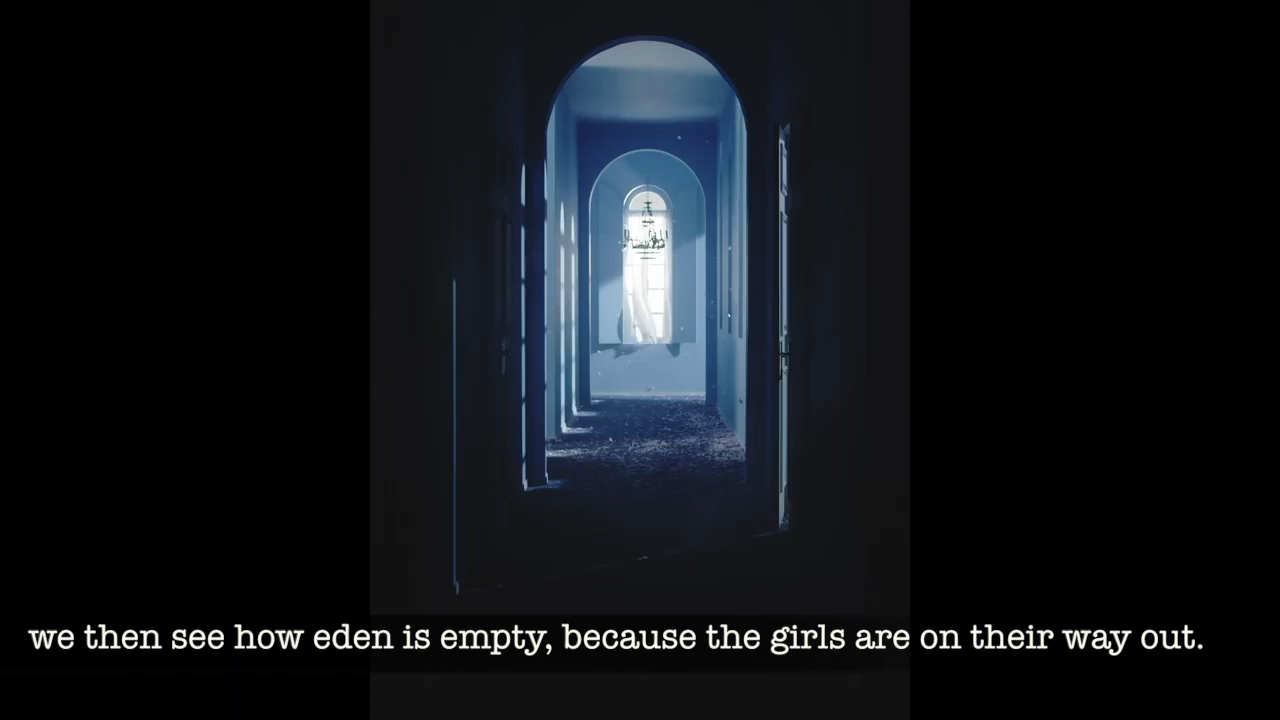 we then see how eden is empty, because the girls are on their way out.